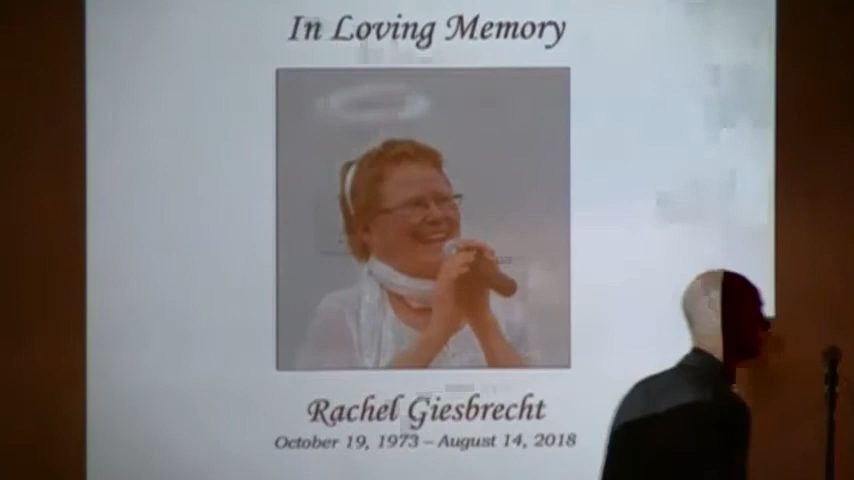 In Loving Memory
Rachel Giesbrecht
October 19, 1973 – August 14, 2018